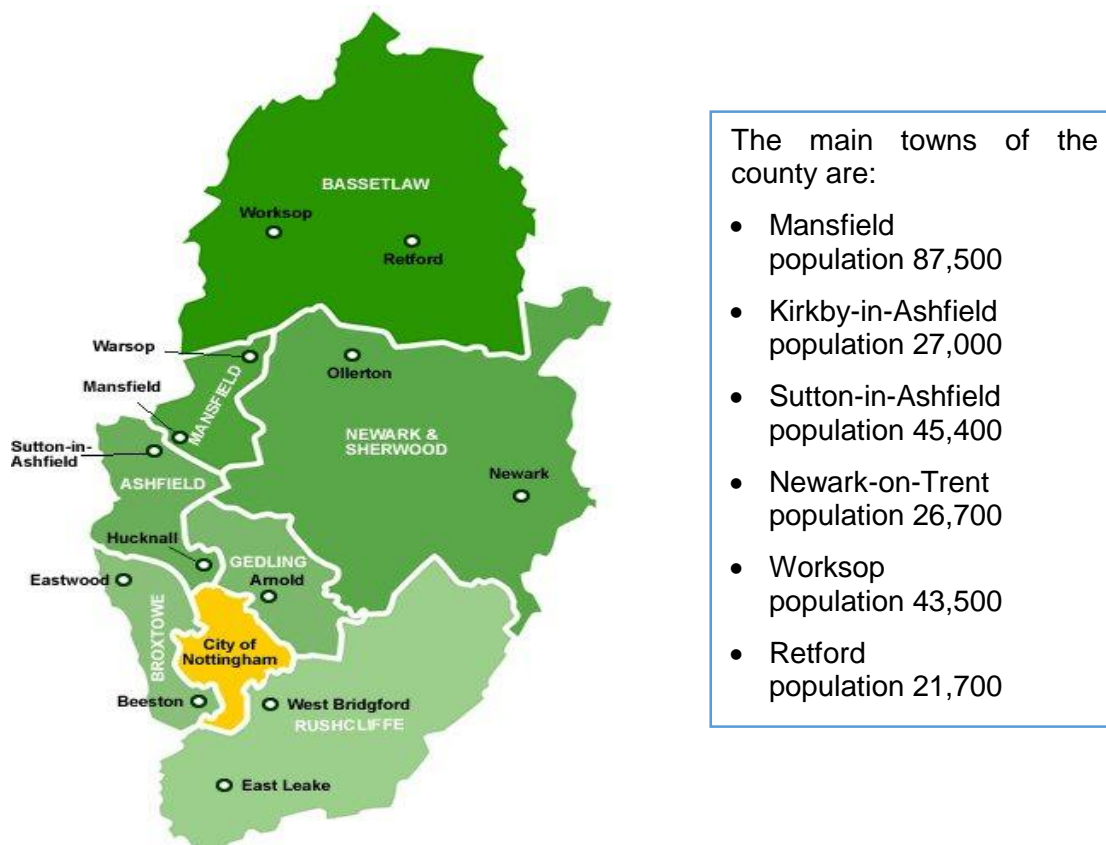 BASSETLAW
Worksop
Retford
Warsop
Ollerton
Mansfield
MANSFIELD
Sutton-in-
Ashfield
NEWARK &
SHERWOOD
Newark
ASHFIELD
Hucknall
GEDLING
Eastwood
Arnold
BROXTOWE
City of
Nottingham
Beeston
West Bridgford
RUSHCLIFFE
East Leake
The main towns of the
county are:
• Mansfield
population 87,500
• Kirkby-in-Ashfield
population 27,000
• Sutton-in-Ashfield
population 45,400
• Newark-on-Trent
population 26,700
• Worksop
population 43,500
• Retford
population 21,700